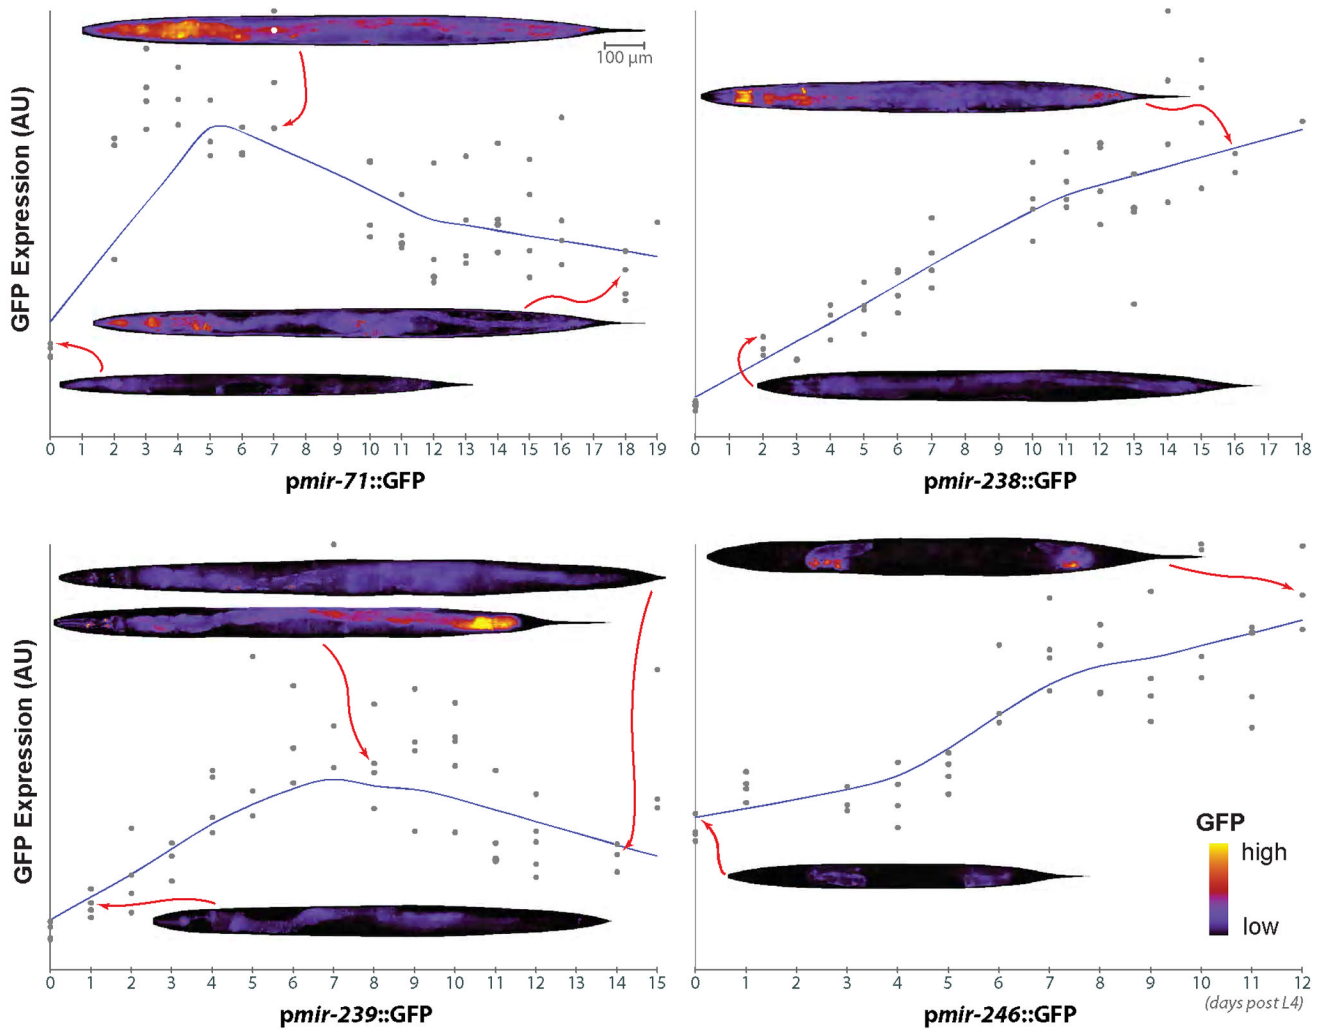 GFP Expression (AU)
100 μm
0 1 2 3 4 5 6 7 8 9 10 11 12 13 14 15 16 17 18 19
pmir-71::GFP
0 1 2 3 4 5 6 7 8 9 10 11 12 13 14 15 16 17 18
pmir-238::GFP
GFP Expression (AU)
0 1 2 3 4 5 6 7 8 9 10 11 12 13 14 15
pmir-239::GFP
GFP
high
low
0 1 2 3 4 5 6 7 8 9 10 11 12
(days post L4)
pmir-246::GFP